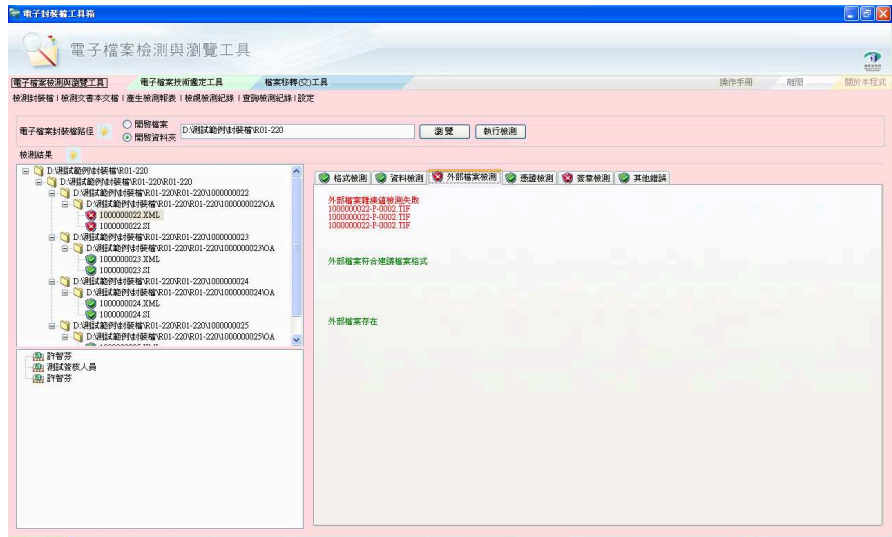 電子封裝檔工具箱
電子檔案檢測與瀏覽工具
電子檔案檢測與瀏覽工具 電子檔案技術鑑定工具 檔案移轉(交)工具 操作手冊 離開 關於本程式
檢測封裝檔 | 檢測文書本文檔 | 產生檢測報表 | 檢視檢測紀錄 | 查詢檢測紀錄 | 設定
電子檔案封裝檔路徑
開啓檔案
開啓資料夾
D:\測試範例\封裝檔\R01-220
瀏覽
執行檢測
檢測結果
D:\測試範例\封裝檔\R01-220
D:\測試範例\封裝檔\R01-220\R01-220
D:\測試範例\封裝檔\R01-220\R01-220\1000000022
D:\測試範例\封裝檔\R01-220\R01-220\1000000022\OA
1000000022.XML
1000000022.SI
D:\測試範例\封裝檔\R01-220\R01-220\1000000023
D:\測試範例\封裝檔\R01-220\R01-220\1000000023\OA
1000000023.XML
1000000023.SI
D:\測試範例\封裝檔\R01-220\R01-220\1000000024
D:\測試範例\封裝檔\R01-220\R01-220\1000000024\OA
1000000024.XML
1000000024.SI
D:\測試範例\封裝檔\R01-220\R01-220\1000000025
D:\測試範例\封裝檔\R01-220\R01-220\1000000025\OA
許智芬
測試簽核人員
許智芬
格式檢測 資料檢測 外部檔案檢測 憑證檢測 簽章檢測 其他錯誤
外部檔案雜湊值檢測失敗
1000000022-P-0002.TIF
1000000022-P-0002.TIF
1000000022-P-0002.TIF
外部檔案符合建議檔案格式
外部檔案存在